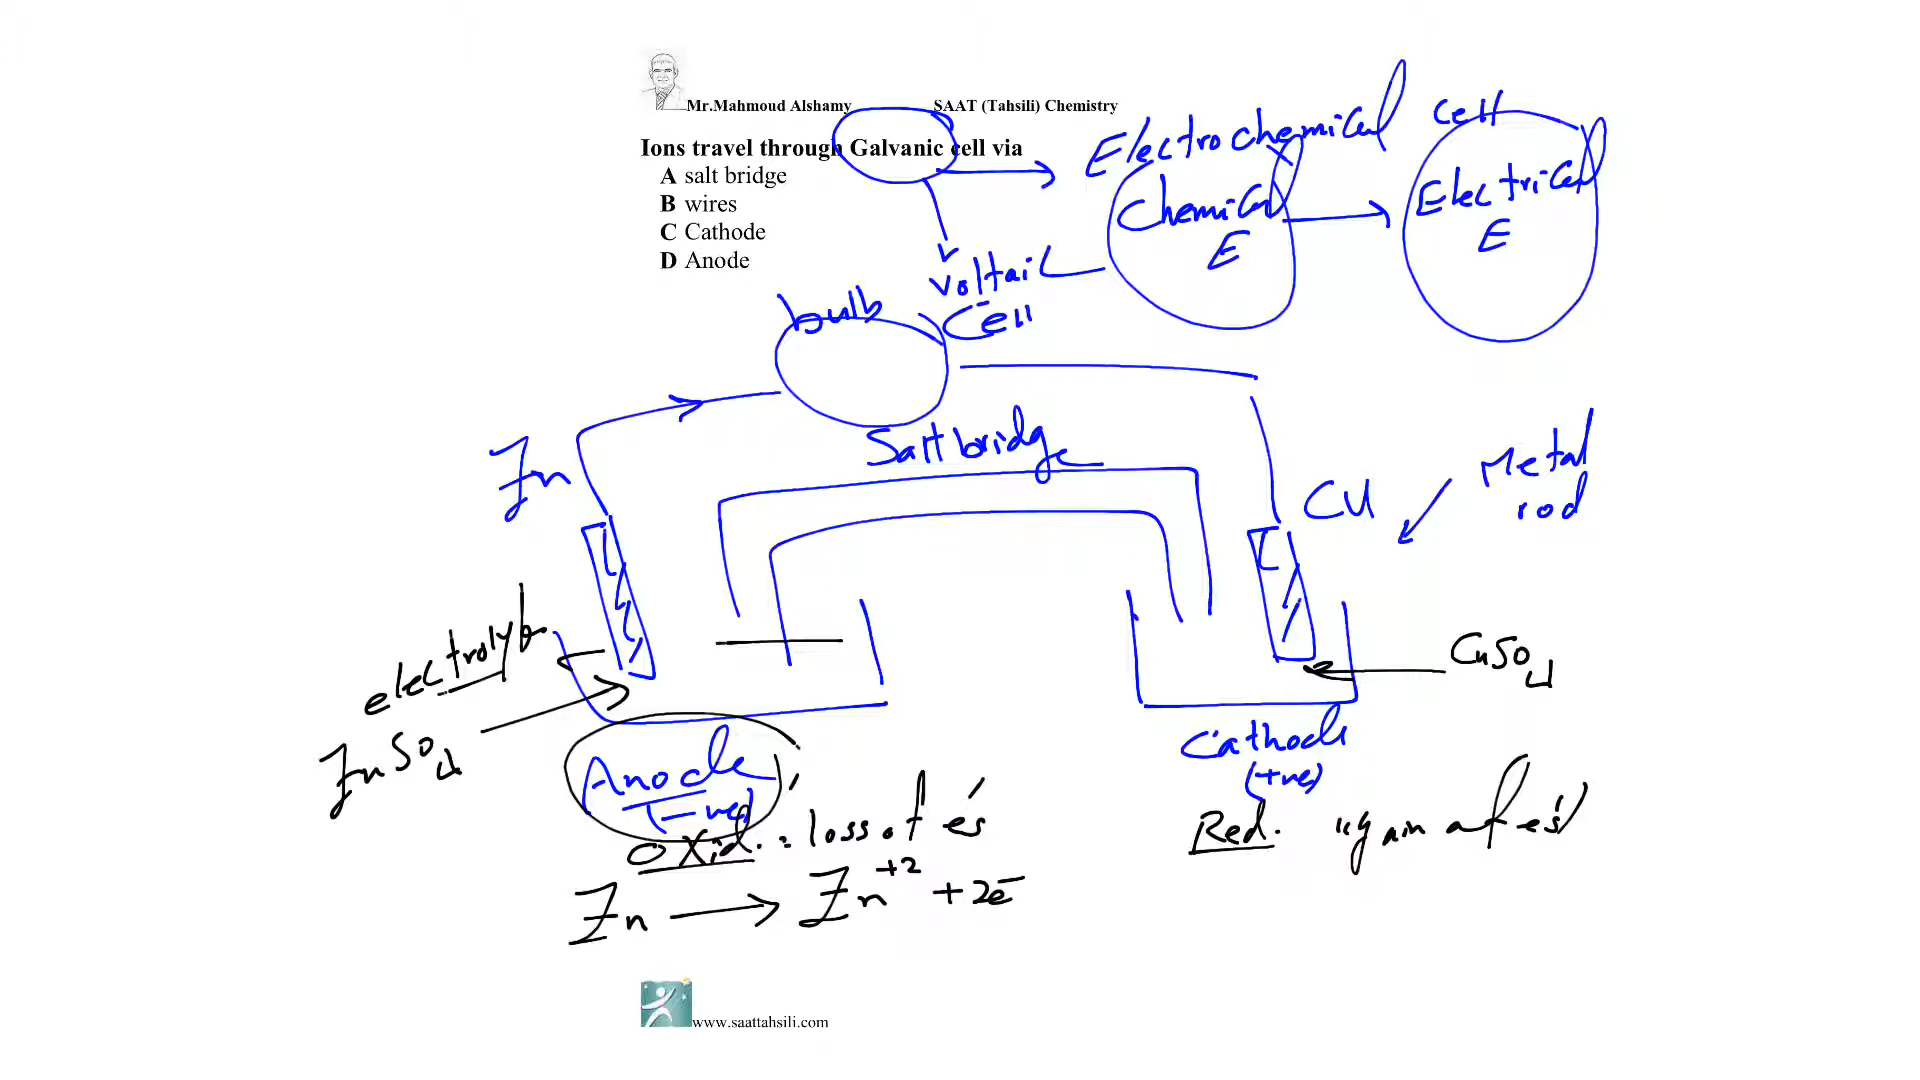 Mr.Mahmoud Alshamy SAAT (Tahsili) Chemistry
Ions travel through Galvanic cell via
A salt bridge
B wires
C Cathode
D Anode
Electrochemical cell
Chemical E
Electrical E
Voltaic cell
bulb
Salt bridge
Zn
CU
Metal rod
electrolyte
ZnSO4
CuSO4
Anode
(-ve)
Cathode
(+ve)
Oxid. : loss of es
Red. "gain of es"
Zn → Zn+2 + 2e-
www.saattahsili.com